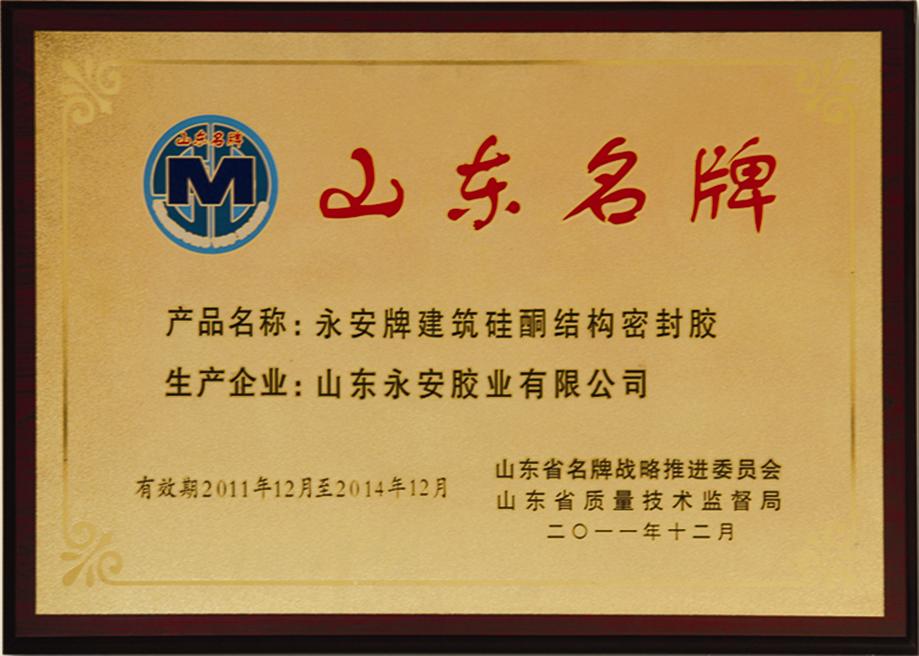 山东名牌
M
山东名牌
产品名称：永安牌建筑硅酮结构密封胶
生产企业：山东永安胶业有限公司
有效期2011年12月至2014年12月
山东省名牌战略推进委员会
山东省质量技术监督局
二〇一一年十二月